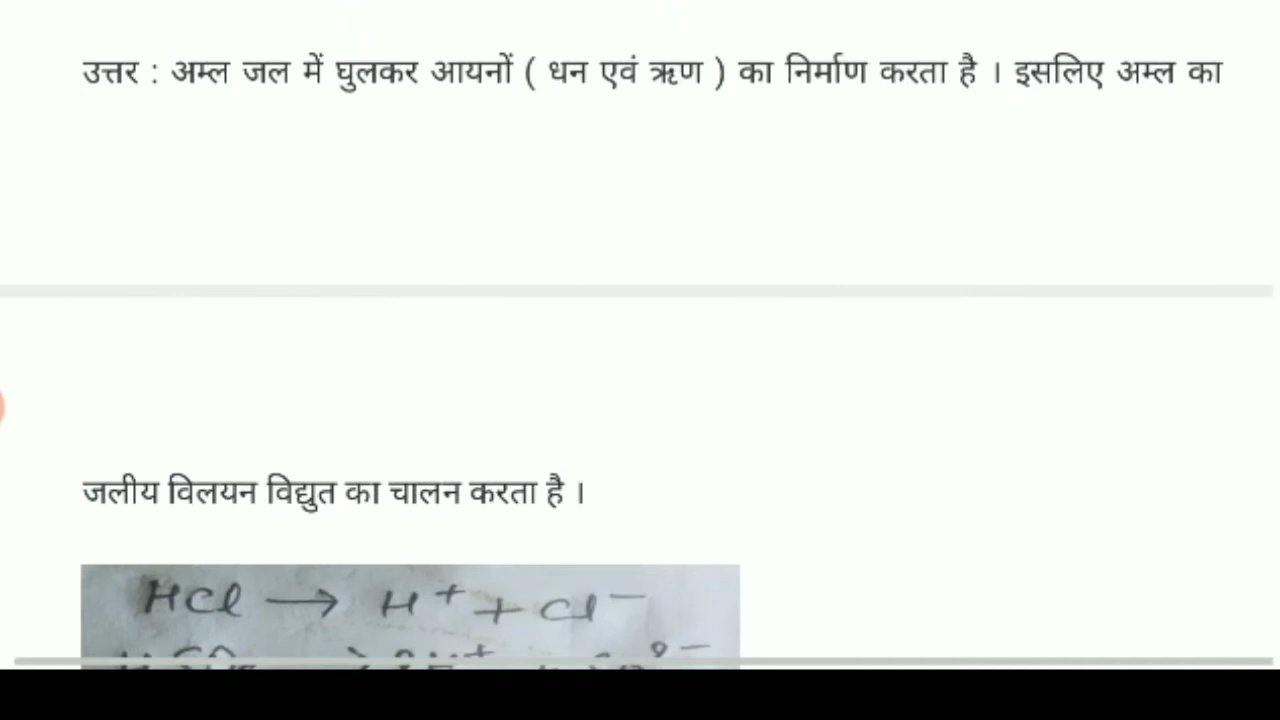 उत्तर : अम्ल जल में घुलकर आयनों ( धन एवं ऋण ) का निर्माण करता है । इसलिए अम्ल का
जलीय विलयन विद्युत का चालन करता है ।
HCl → H⁺ + Cl⁻